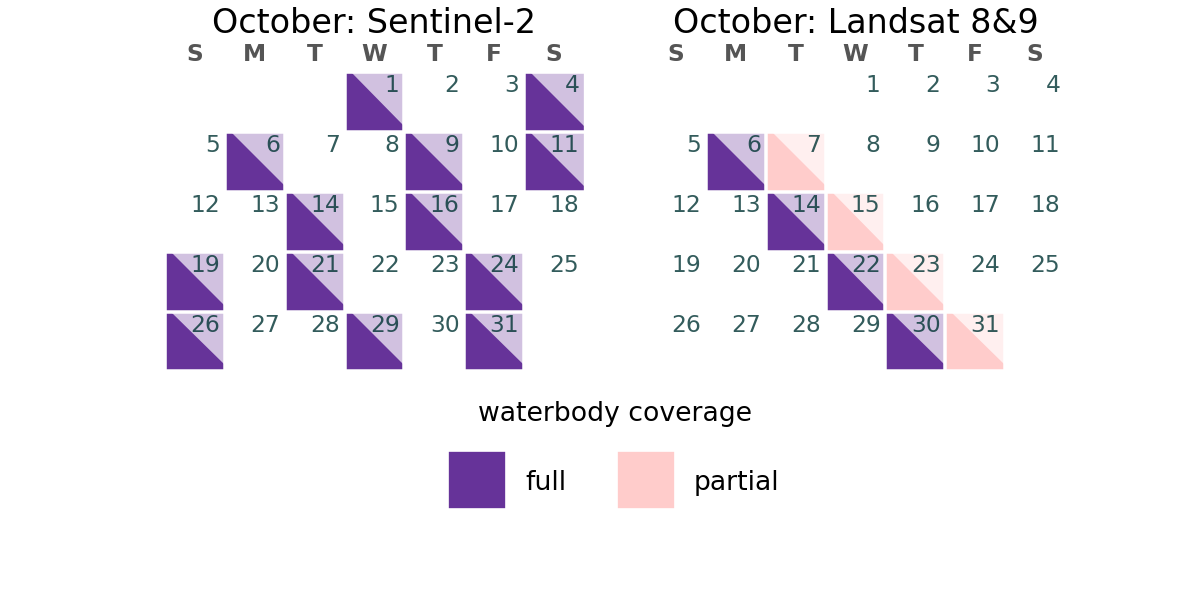 October: Sentinel-2
S M T W T F S
1 2 3 4
5 6 7 8 9 10 11
12 13 14 15 16 17 18
19 20 21 22 23 24 25
26 27 28 29 30 31
October: Landsat 8&9
S M T W T F S
1 2 3 4
5 6 7 8 9 10 11
12 13 14 15 16 17 18
19 20 21 22 23 24 25
26 27 28 29 30 31
waterbody coverage
full
partial